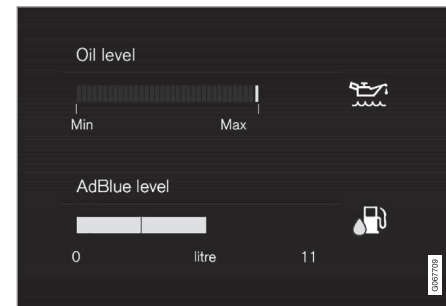 Oil level
Min Max
AdBlue level
0 litre 11
G067709